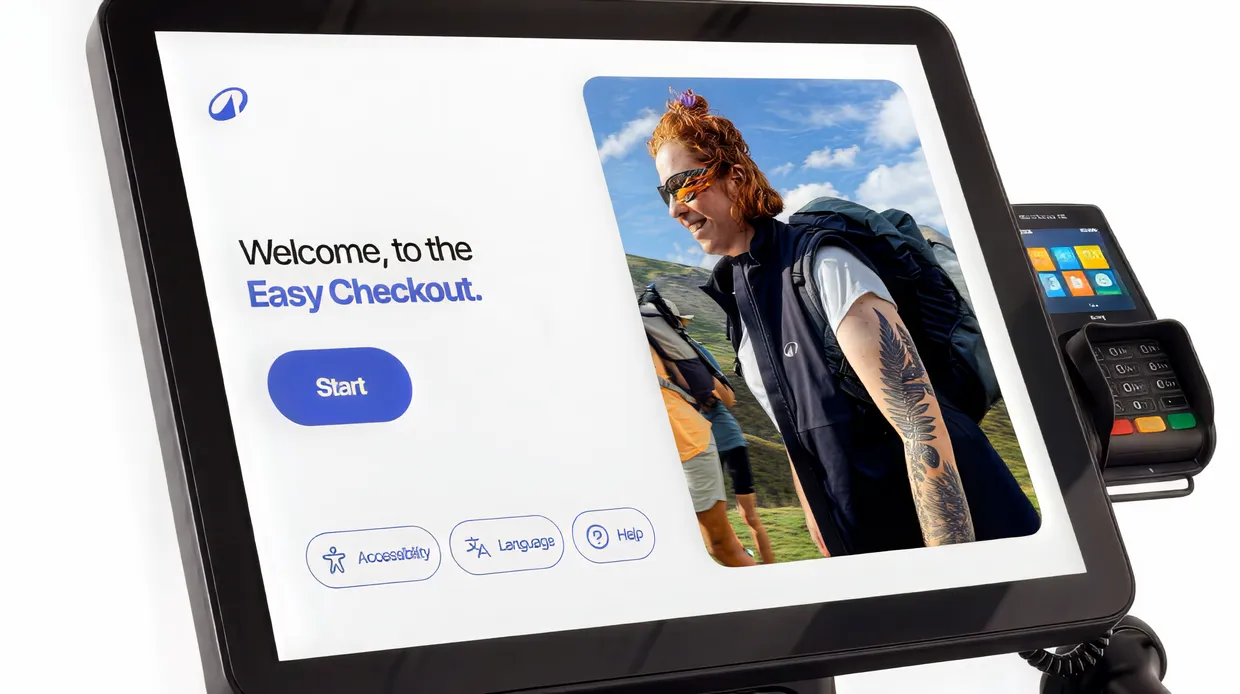 Welcome, to the
Easy Checkout.
Start
Accessibility
Language
Help